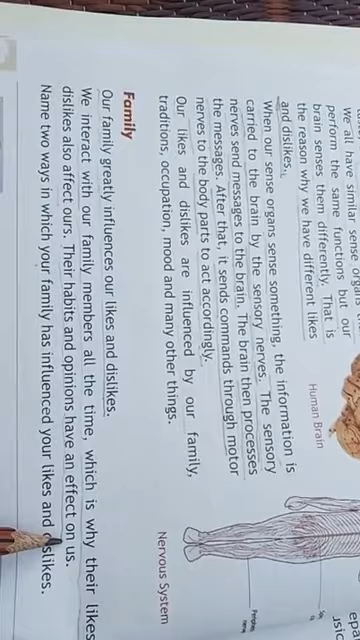 We all have similar sense
perform the same functions but our
brain senses them differently. That is
the reason why we have different likes
and dislikes.
When our sense organs sense something, the information is
carried to the brain by the sensory nerves. The sensory
nerves send messages to the brain. The brain then processes
the messages. After that, it sends commands through motor
nerves to the body parts to act accordingly.
Our likes and dislikes are influenced by our family,
traditions, occupation, mood and many other things.
Human Brain
Nervous System
Family
Our family greatly influences our likes and dislikes.
We interact with our family members all the time, which is why their likes
dislikes also affect ours. Their habits and opinions have an effect on us.
Name two ways in which your family has influenced your likes and dislikes.